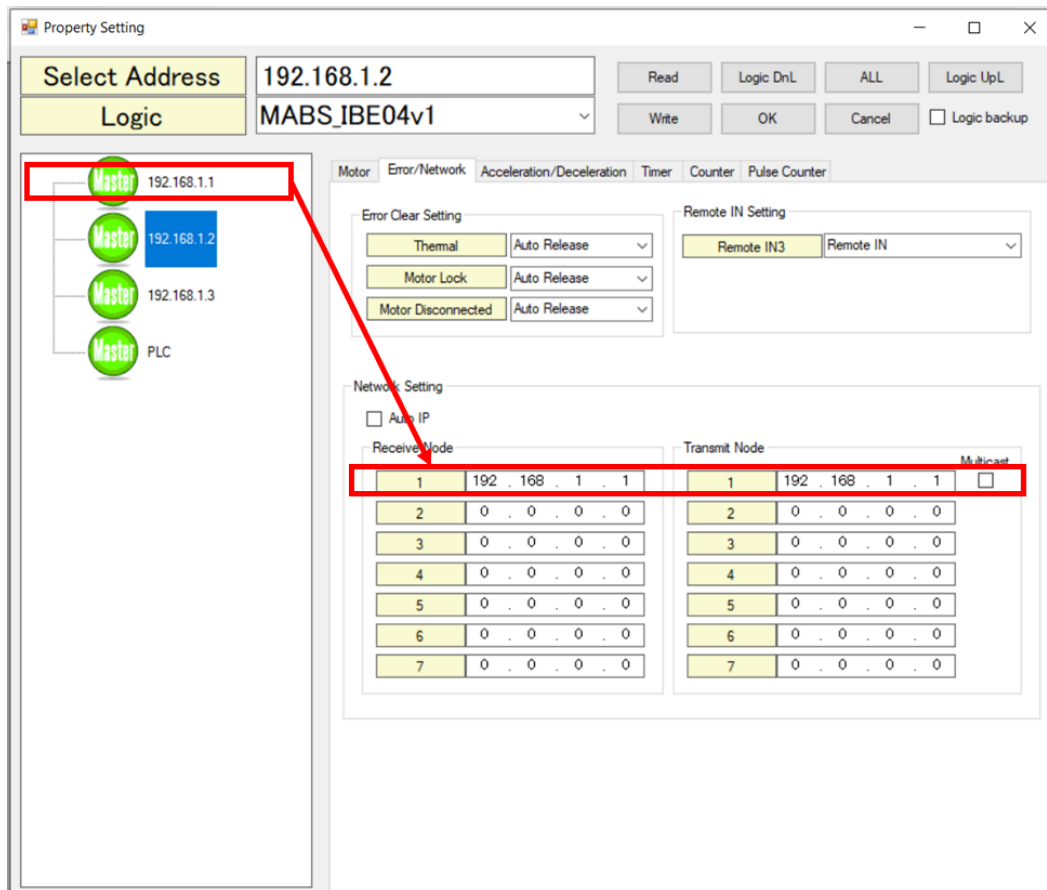 Property Setting
Select Address 192.168.1.2 Read Logic DnL ALL Logic UpL
Logic MABS_IBE04v1 Write OK Cancel Logic backup
Master 192.168.1.1
Master 192.168.1.2
Master 192.168.1.3
Master PLC
Motor Error/Network Acceleration/Deceleration Timer Counter Pulse Counter
Error Clear Setting
Thermal Auto Release
Motor Lock Auto Release
Motor Disconnected Auto Release
Remote IN Setting
Remote IN3 Remote IN
Network Setting
Auto IP
Receive Node
1 192 . 168 . 1 . 1
2 0 . 0 . 0 . 0
3 0 . 0 . 0 . 0
4 0 . 0 . 0 . 0
5 0 . 0 . 0 . 0
6 0 . 0 . 0 . 0
7 0 . 0 . 0 . 0
Transmit Node
Multicast
1 192 . 168 . 1 . 1
2 0 . 0 . 0 . 0
3 0 . 0 . 0 . 0
4 0 . 0 . 0 . 0
5 0 . 0 . 0 . 0
6 0 . 0 . 0 . 0
7 0 . 0 . 0 . 0